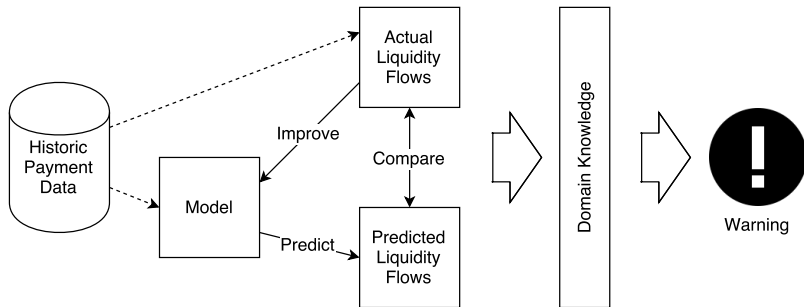 Historic
Payment
Data
Model
Improve
Predict
Actual
Liquidity
Flows
Compare
Predicted
Liquidity
Flows
Domain Knowledge
!
Warning